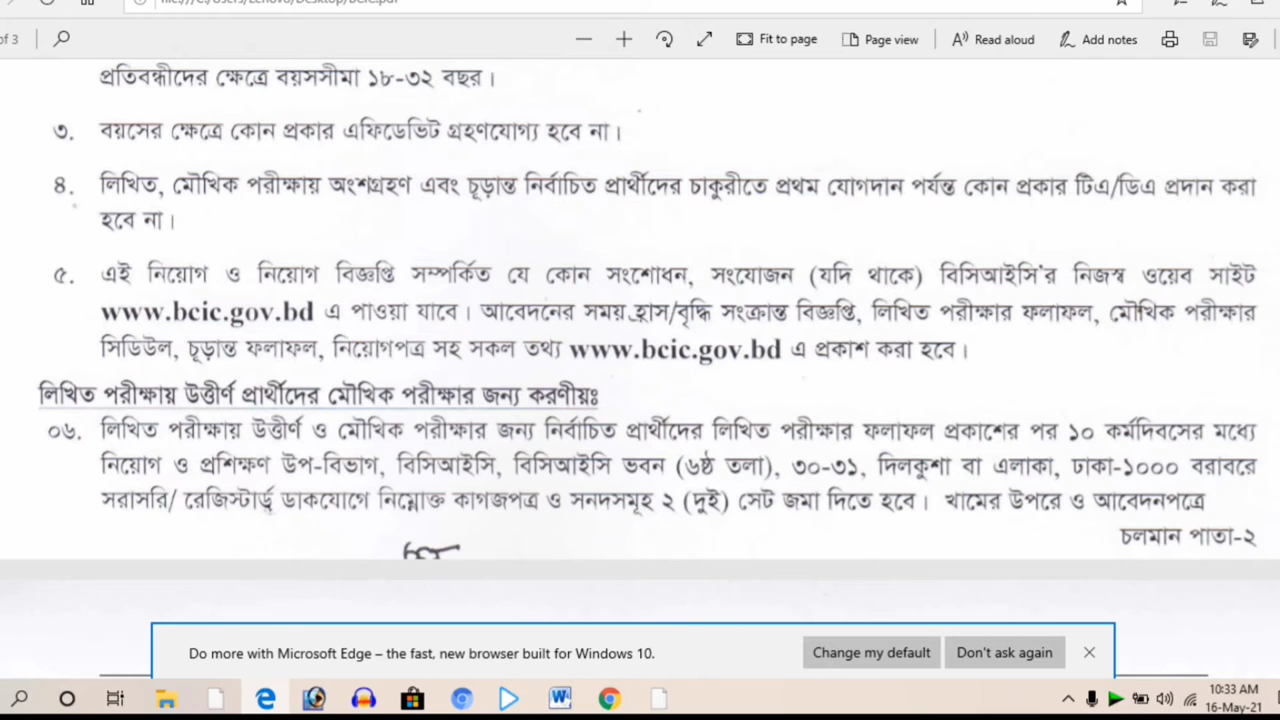 of 3
Fit to page
Page view
Read aloud
Add notes
প্রতিবন্ধীদের ক্ষেত্রে বয়সসীমা ১৮-৩২ বছর।
৩. বয়সের ক্ষেত্রে কোন প্রকার এফিডেভিট গ্রহণযোগ্য হবে না।
৪. লিখিত, মৌখিক পরীক্ষায় অংশগ্রহণ এবং চূড়ান্ত নির্বাচিত প্রার্থীদের চাকুরীতে প্রথম যোগদান পর্যন্ত কোন প্রকার টিএ/ডিএ প্রদান করা
হবে না।
৫. এই নিয়োগ ও নিয়োগ বিজ্ঞপ্তি সম্পর্কিত যে কোন সংশোধন, সংযোজন (যদি থাকে) বিসিআইসি'র নিজস্ব ওয়েব সাইট
www.bcic.gov.bd এ পাওয়া যাবে। আবেদনের সময় হ্রাস/বৃদ্ধি সংক্রান্ত বিজ্ঞপ্তি, লিখিত পরীক্ষার ফলাফল, মৌখিক পরীক্ষার
সিডিউল, চূড়ান্ত ফলাফল, নিয়োগপত্র সহ সকল তথ্য www.bcic.gov.bd এ প্রকাশ করা হবে।
লিখিত পরীক্ষায় উত্তীর্ণ প্রার্থীদের মৌখিক পরীক্ষার জন্য করণীয়ঃ
০৬. লিখিত পরীক্ষায় উত্তীর্ণ ও মৌখিক পরীক্ষার জন্য নির্বাচিত প্রার্থীদের লিখিত পরীক্ষার ফলাফল প্রকাশের পর ১০ কর্মদিবসের মধ্যে
নিয়োগ ও প্রশিক্ষণ উপ-বিভাগ, বিসিআইসি, বিসিআইসি ভবন (৬ষ্ঠ তলা), ৩০-৩১, দিলকুশা বা এলাকা, ঢাকা-১০০০ বরাবরে
সরাসরি/ রেজিস্টার্ড ডাকযোগে নিম্নোক্ত কাগজপত্র ও সনদসমূহ ২ (দুই) সেট জমা দিতে হবে। খামের উপরে ও আবেদনপত্রে
চলমান পাতা-২
Do more with Microsoft Edge – the fast, new browser built for Windows 10.
Change my default
Don't ask again
10:33 AM
16-May-21